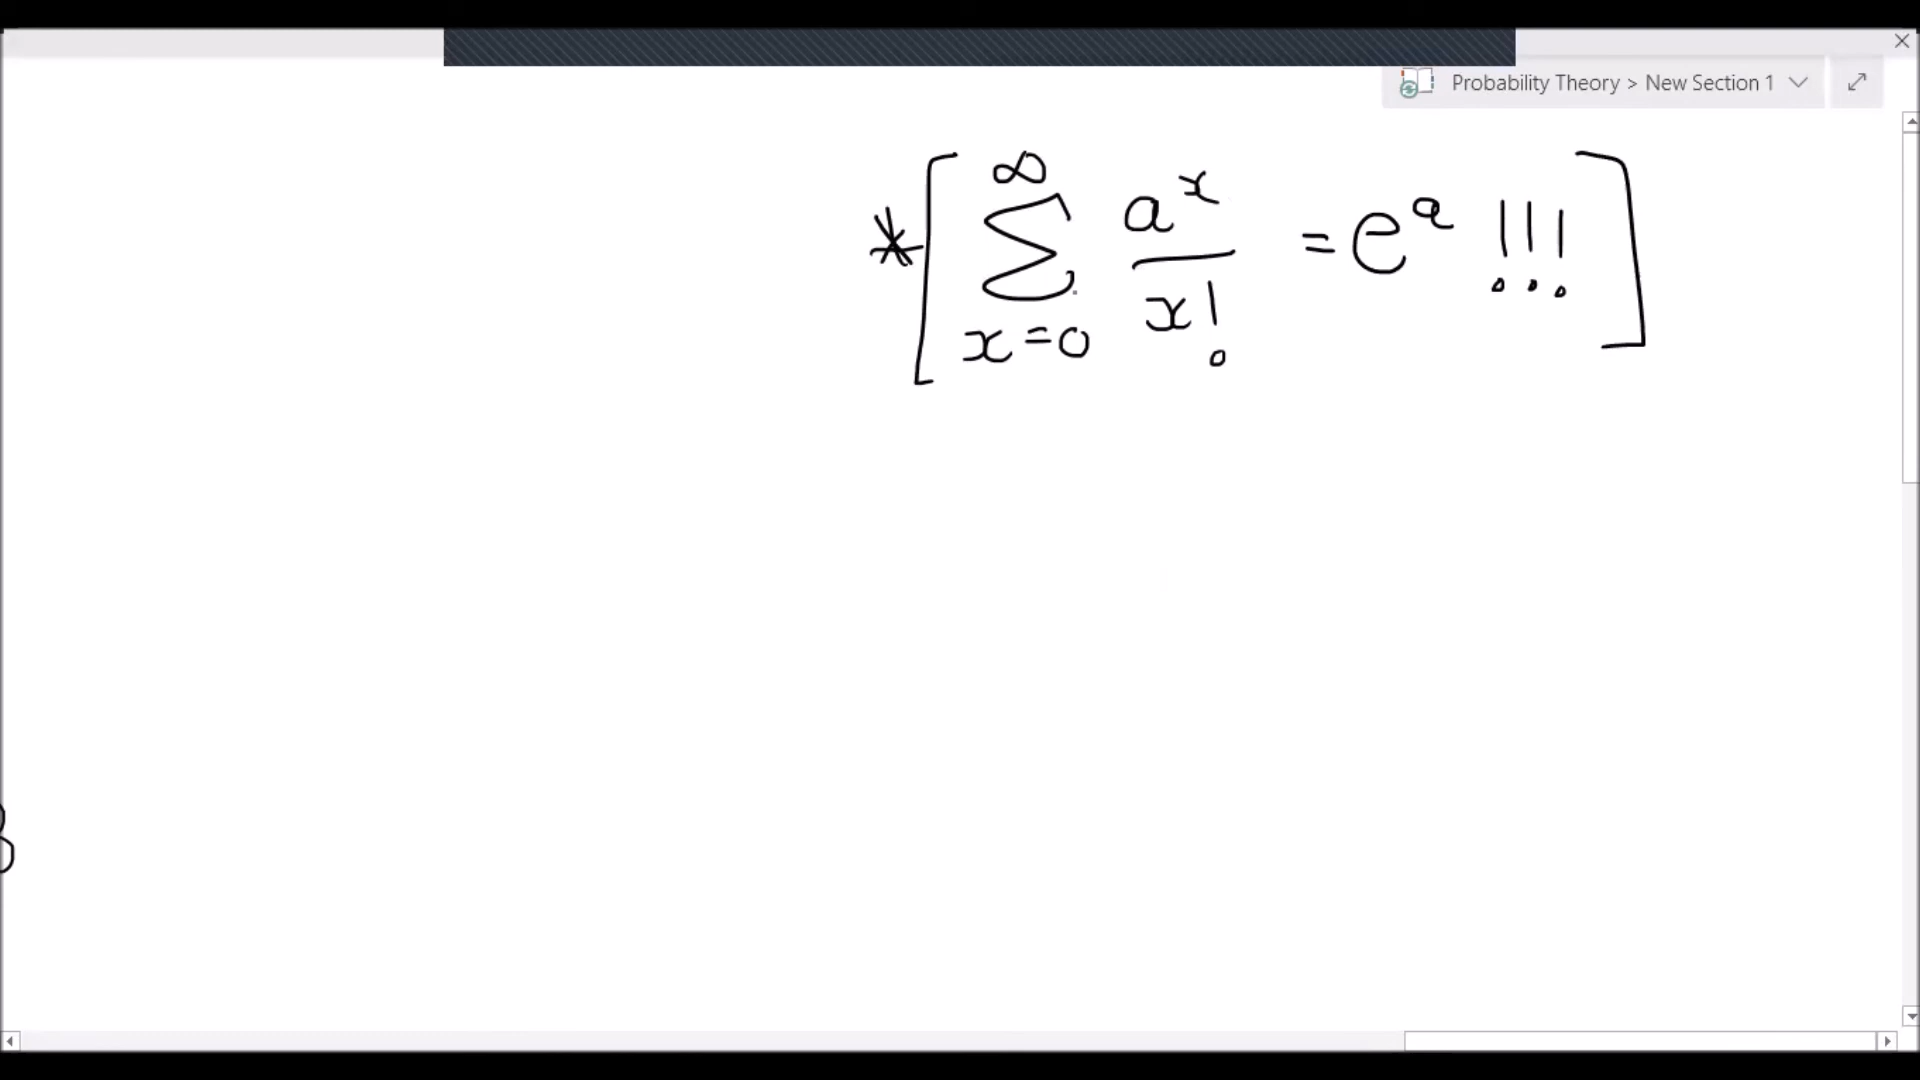 Probability Theory > New Section 1
* [ ∞ ∑ x=0 a^x / x! = e^a !!! ]